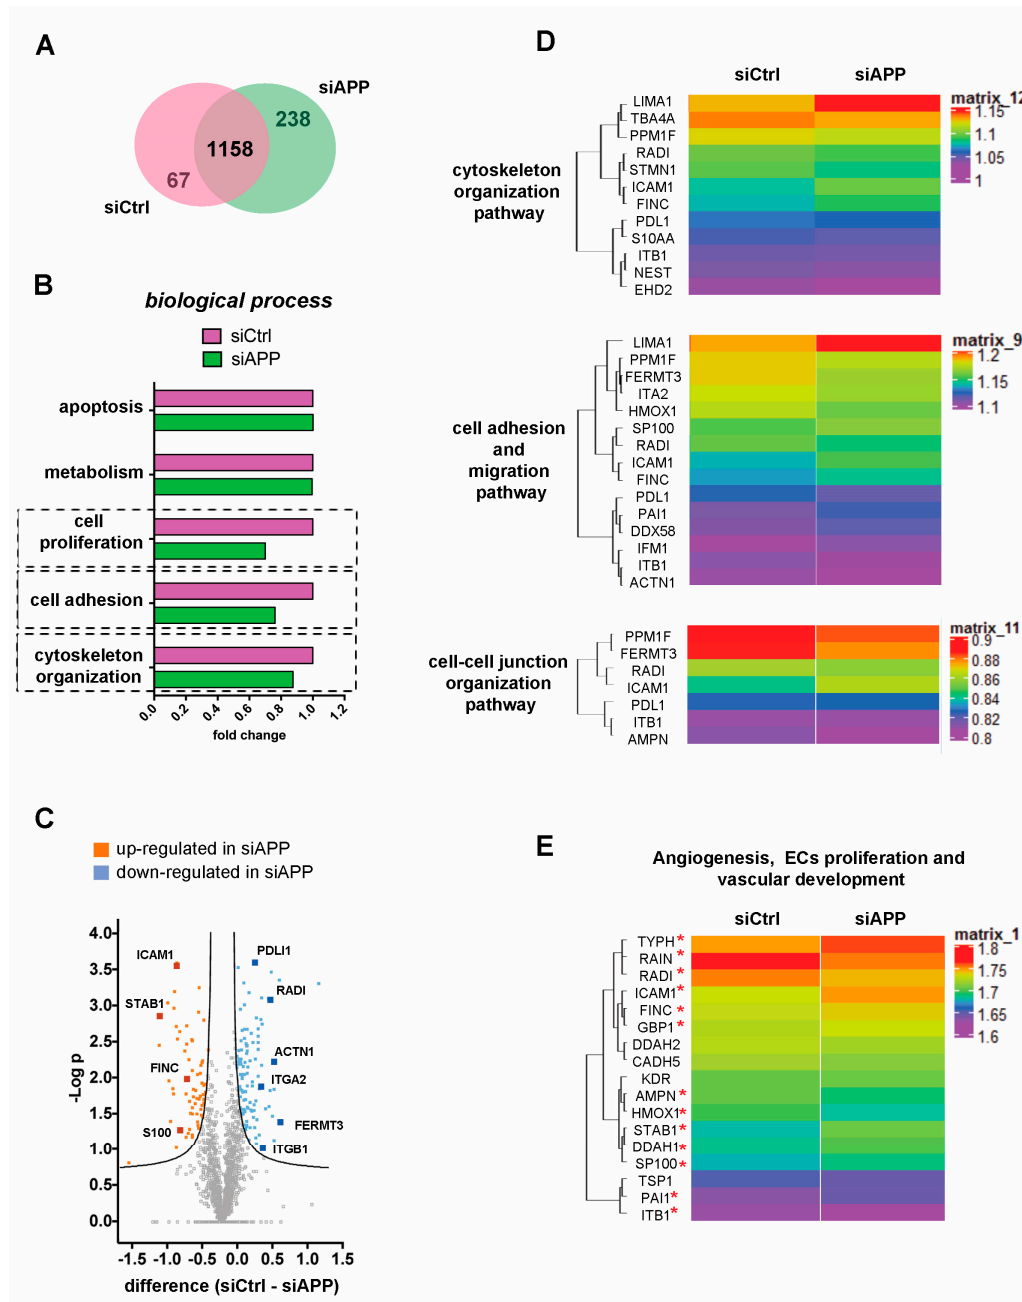 A
siAPP
238
1158
67
siCtrl
B
biological process
siCtrl
siAPP
apoptosis
metabolism
cell
proliferation
cell adhesion
cytoskeleton
organization
0.0
0.2
0.4
0.6
0.8
1.0
1.2
fold change
C
up-regulated in siAPP
down-regulated in siAPP
4.0
3.5
3.0
2.5
2.0
1.5
1.0
0.5
0.0
-Log p
ICAM1
STAB1
FINC
S100
PDLI1
RADI
ACTN1
ITGA2
FERMT3
ITGB1
-1.5 -1.0 -0.5 0.0 0.5 1.0 1.5
difference (siCtrl - siAPP)
D
siCtrl siAPP
cytoskeleton
organization
pathway
LIMA1
TBA4A
PPM1F
RADI
STMN1
ICAM1
FINC
PDL1
S10AA
ITB1
NEST
EHD2
matrix_12
1.15
1.1
1.05
1
cell adhesion
and
migration
pathway
LIMA1
PPM1F
FERMT3
ITA2
HMOX1
SP100
RADI
ICAM1
FINC
PDL1
PAI1
DDX58
IFM1
ITB1
ACTN1
matrix_9
1.2
1.15
1.1
cell-cell junction
organization
pathway
PPM1F
FERMT3
RADI
ICAM1
PDL1
ITB1
AMPN
matrix_11
0.9
0.88
0.86
0.84
0.82
0.8
E
Angiogenesis, ECs proliferation and
vascular development
siCtrl siAPP
TYPH*
RAIN*
RADI *
ICAM1*
FINC *
GBP1*
DDAH2
CADH5
KDR
AMPN*
HMOX1*
STAB1*
DDAH1*
SP100*
TSP1
PAI1*
ITB1*
matrix_1
1.8
1.75
1.7
1.65
1.6